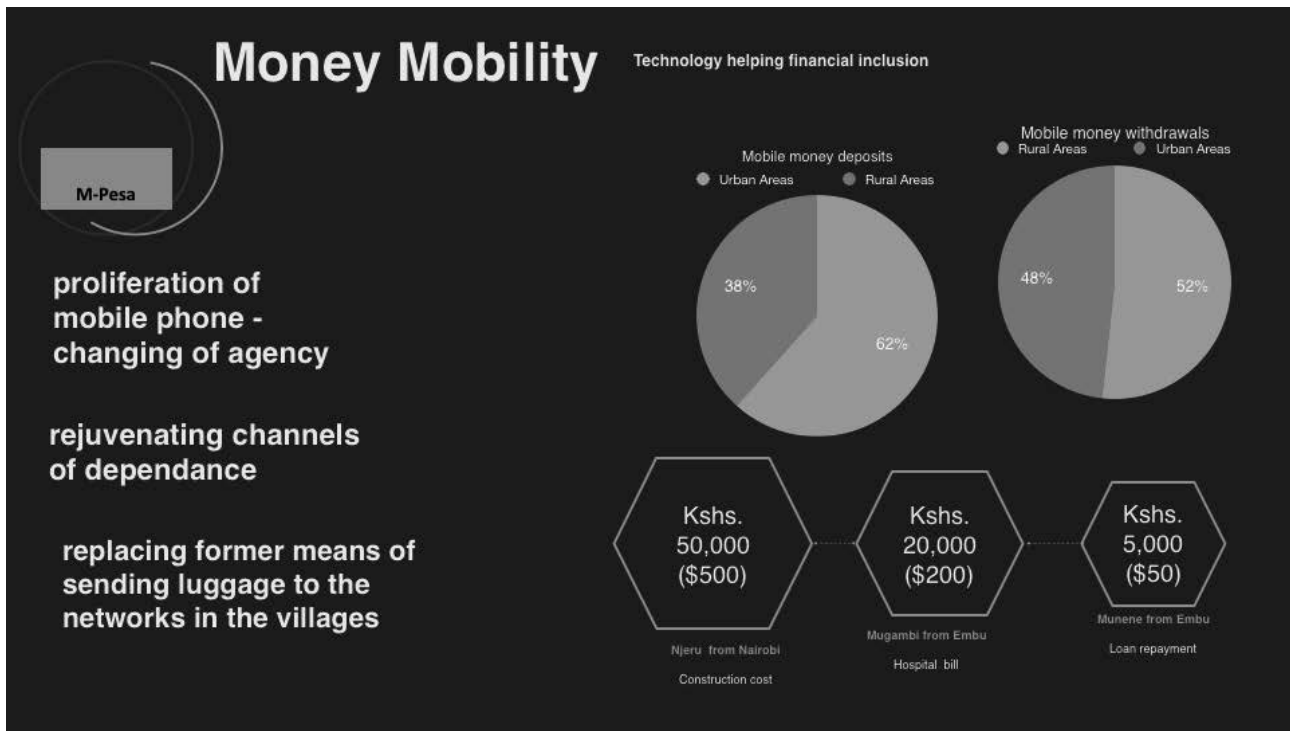 Money Mobility
Technology helping financial inclusion
M-Pesa
proliferation of
mobile phone -
changing of agency
rejuvenating channels
of dependance
replacing former means of
sending luggage to the
networks in the villages
Mobile money deposits
Urban Areas
Rural Areas
38%
62%
Mobile money withdrawals
Rural Areas
Urban Areas
48%
52%
Kshs.
50,000
($500)
Njeru from Nairobi
Construction cost
Kshs.
20,000
($200)
Mugambi from Embu
Hospital bill
Kshs.
5,000
($50)
Munene from Embu
Loan repayment